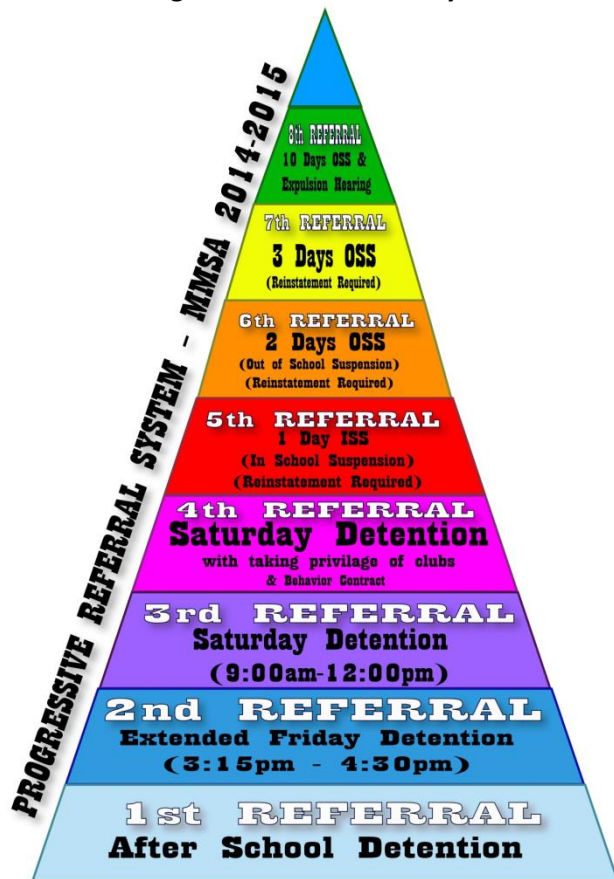 PROGRESSIVE REFERRAL SYSTEM - MMSA 2014-2015
8th REFERRAL
10 Days OSS &
Expulsion Hearing
7th REFERRAL
3 Days OSS
(Reinstatement Required)
6th REFERRAL
2 Days OSS
(Out of School Suspension)
(Reinstatement Required)
5th REFERRAL
1 Day ISS
(In School Suspension)
(Reinstatement Required)
4th REFERRAL
Saturday Detention
with taking privilage of clubs
& Behavior Contract
3rd REFERRAL
Saturday Detention
(9:00am-12:00pm)
2nd REFERRAL
Extended Friday Detention
(3:15pm - 4:30pm)
1st REFERRAL
After School Detention